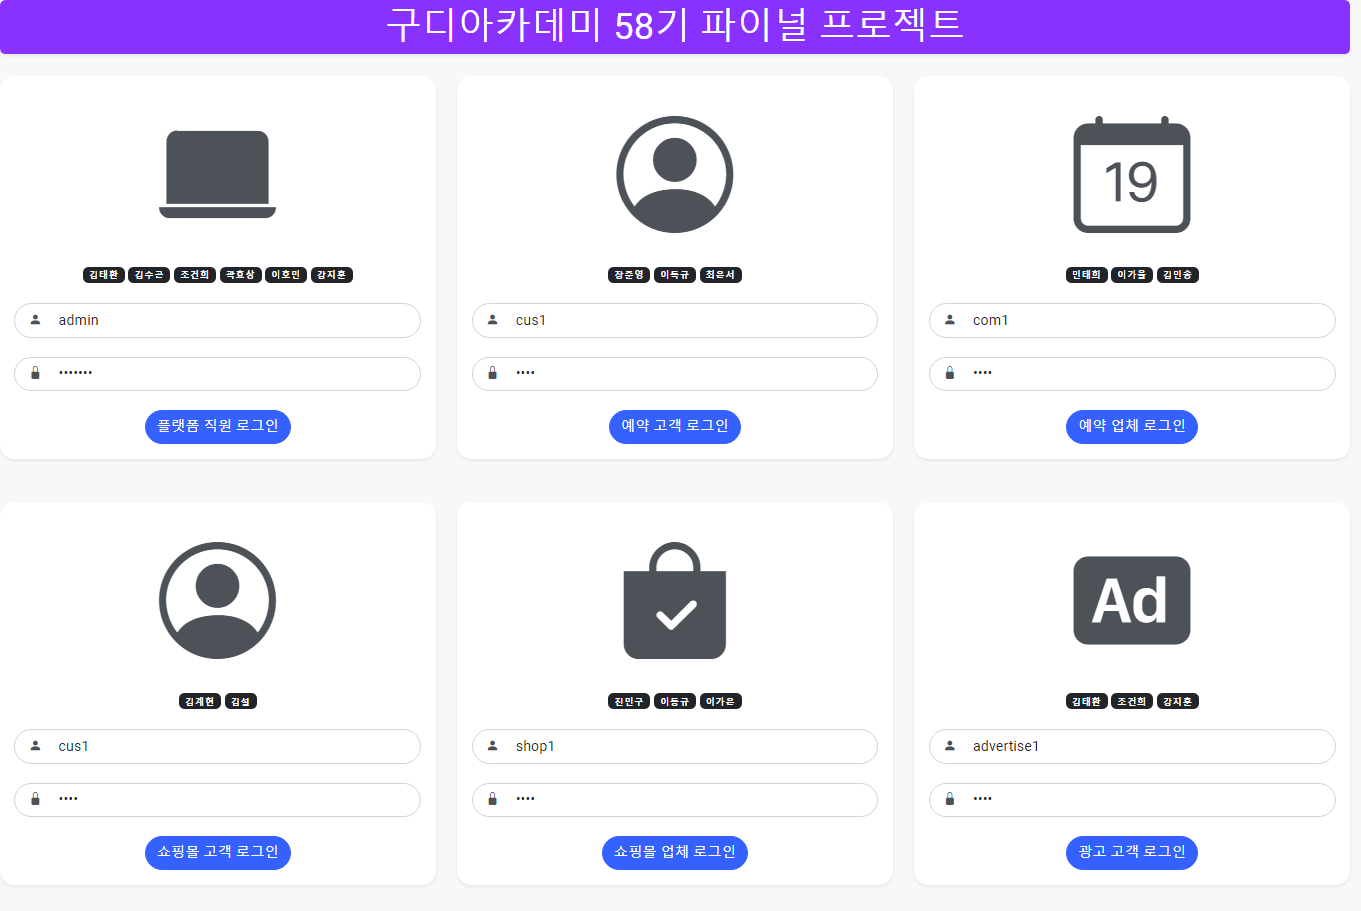 구디아카데미 58기 파이널 프로젝트
19
김태환 김수곤 조건희 곽효상 이호민 강지훈
장준영 이득규 최은서
민태희 이가을 김민송
admin
cus1
com1
•••••••
••••
••••
플랫폼 직원 로그인
예약 고객 로그인
예약 업체 로그인
Ad
김계헌 김설
진민구 이가은
김태환 조건희 강지훈
cus1
shop1
advertise1
••••
••••
••••
쇼핑몰 고객 로그인
쇼핑몰 업체 로그인
광고 고객 로그인